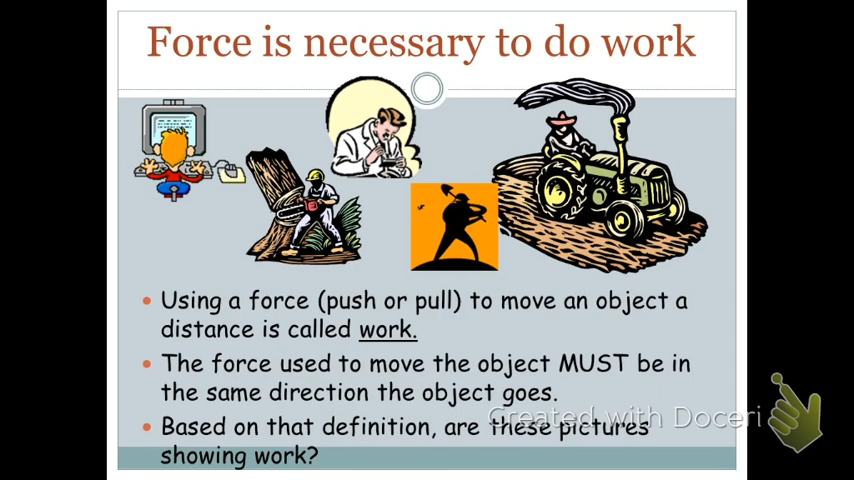 Force is necessary to do work
Using a force (push or pull) to move an object a
distance is called work.
The force used to move the object MUST be in
the same direction the object goes.
Created with Doceri
Based on that definition, are these pictures
showing work?